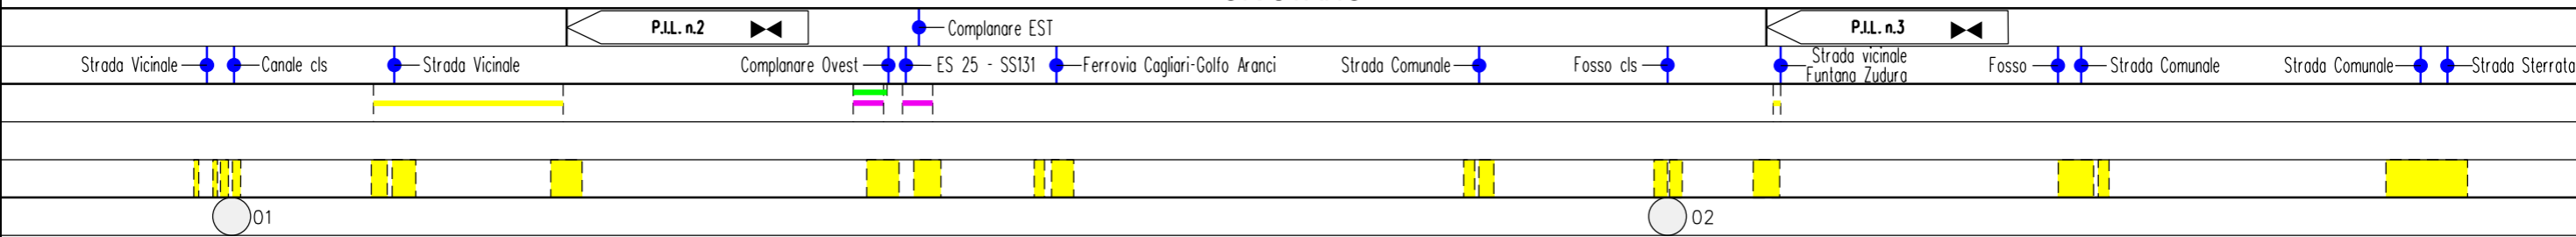 P.I.L. n.2
Complanare EST
P.I.L. n.3
Strada Vicinale
Canale cls
Strada Vicinale
Complanare Ovest
ES 25 - SS131
Ferrovia Cagliari-Golfo Aranci
Strada Comunale
Fosso cls
Strada vicinale
Funtana Zudura
Fosso
Strada Comunale
Strada Comunale
Strada Sterrata
01
02